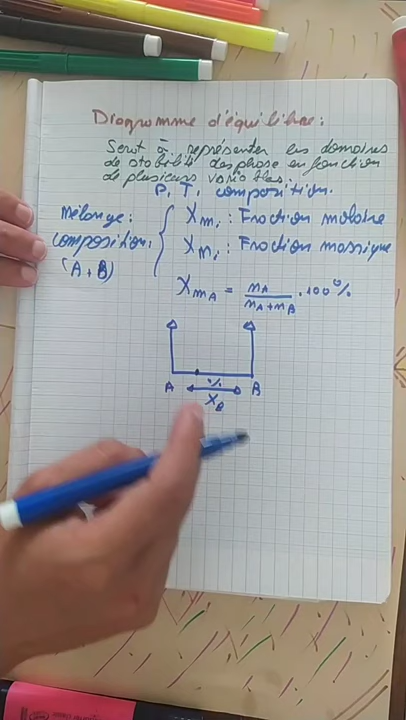 Diagramme d'équilibre :
Sert à représenter les domaines
de stabilité des phase en fonction
de plusieurs variables.
P, T, composition.
mélange :
composition :
(A + B)
Xmi : Fraction molaire
Xmi : Fraction massique
XmA = mA / mA+mB . 100%
%
A B
XB